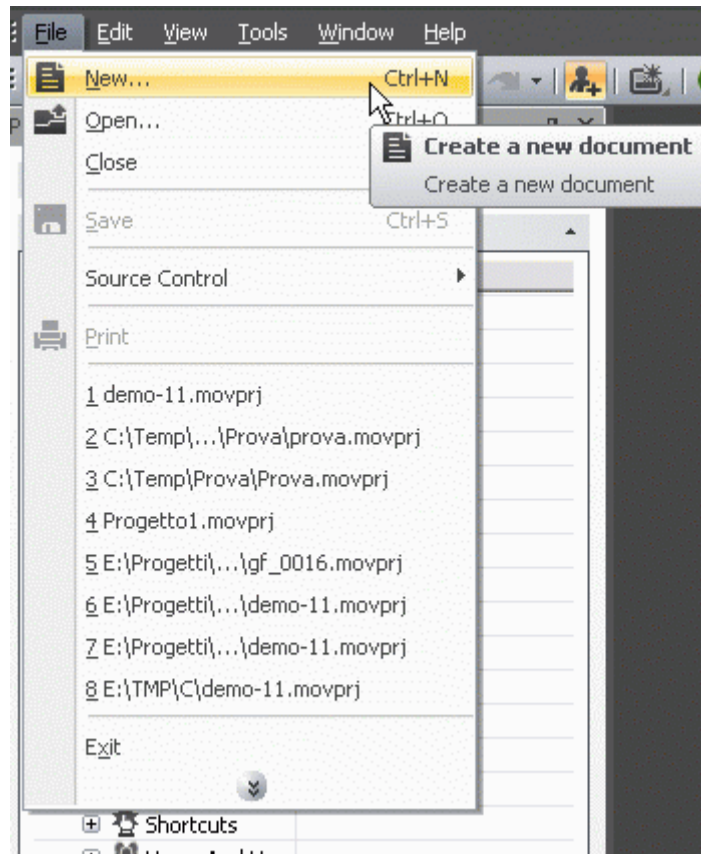 File Edit View Tools Window Help
New... Ctrl+N
Open...
Create a new document
Close
Create a new document
Save Ctrl+S
Source Control
Print
1 demo-11.movprj
2 C:\Temp\...\Prova\prova.movprj
3 C:\Temp\Prova\Prova.movprj
4 Progetto1.movprj
5 E:\Progetti\...\gf_0016.movprj
6 E:\Progetti\...\demo-11.movprj
7 E:\Progetti\...\demo-11.movprj
8 E:\TMP\C\demo-11.movprj
Exit
Shortcuts